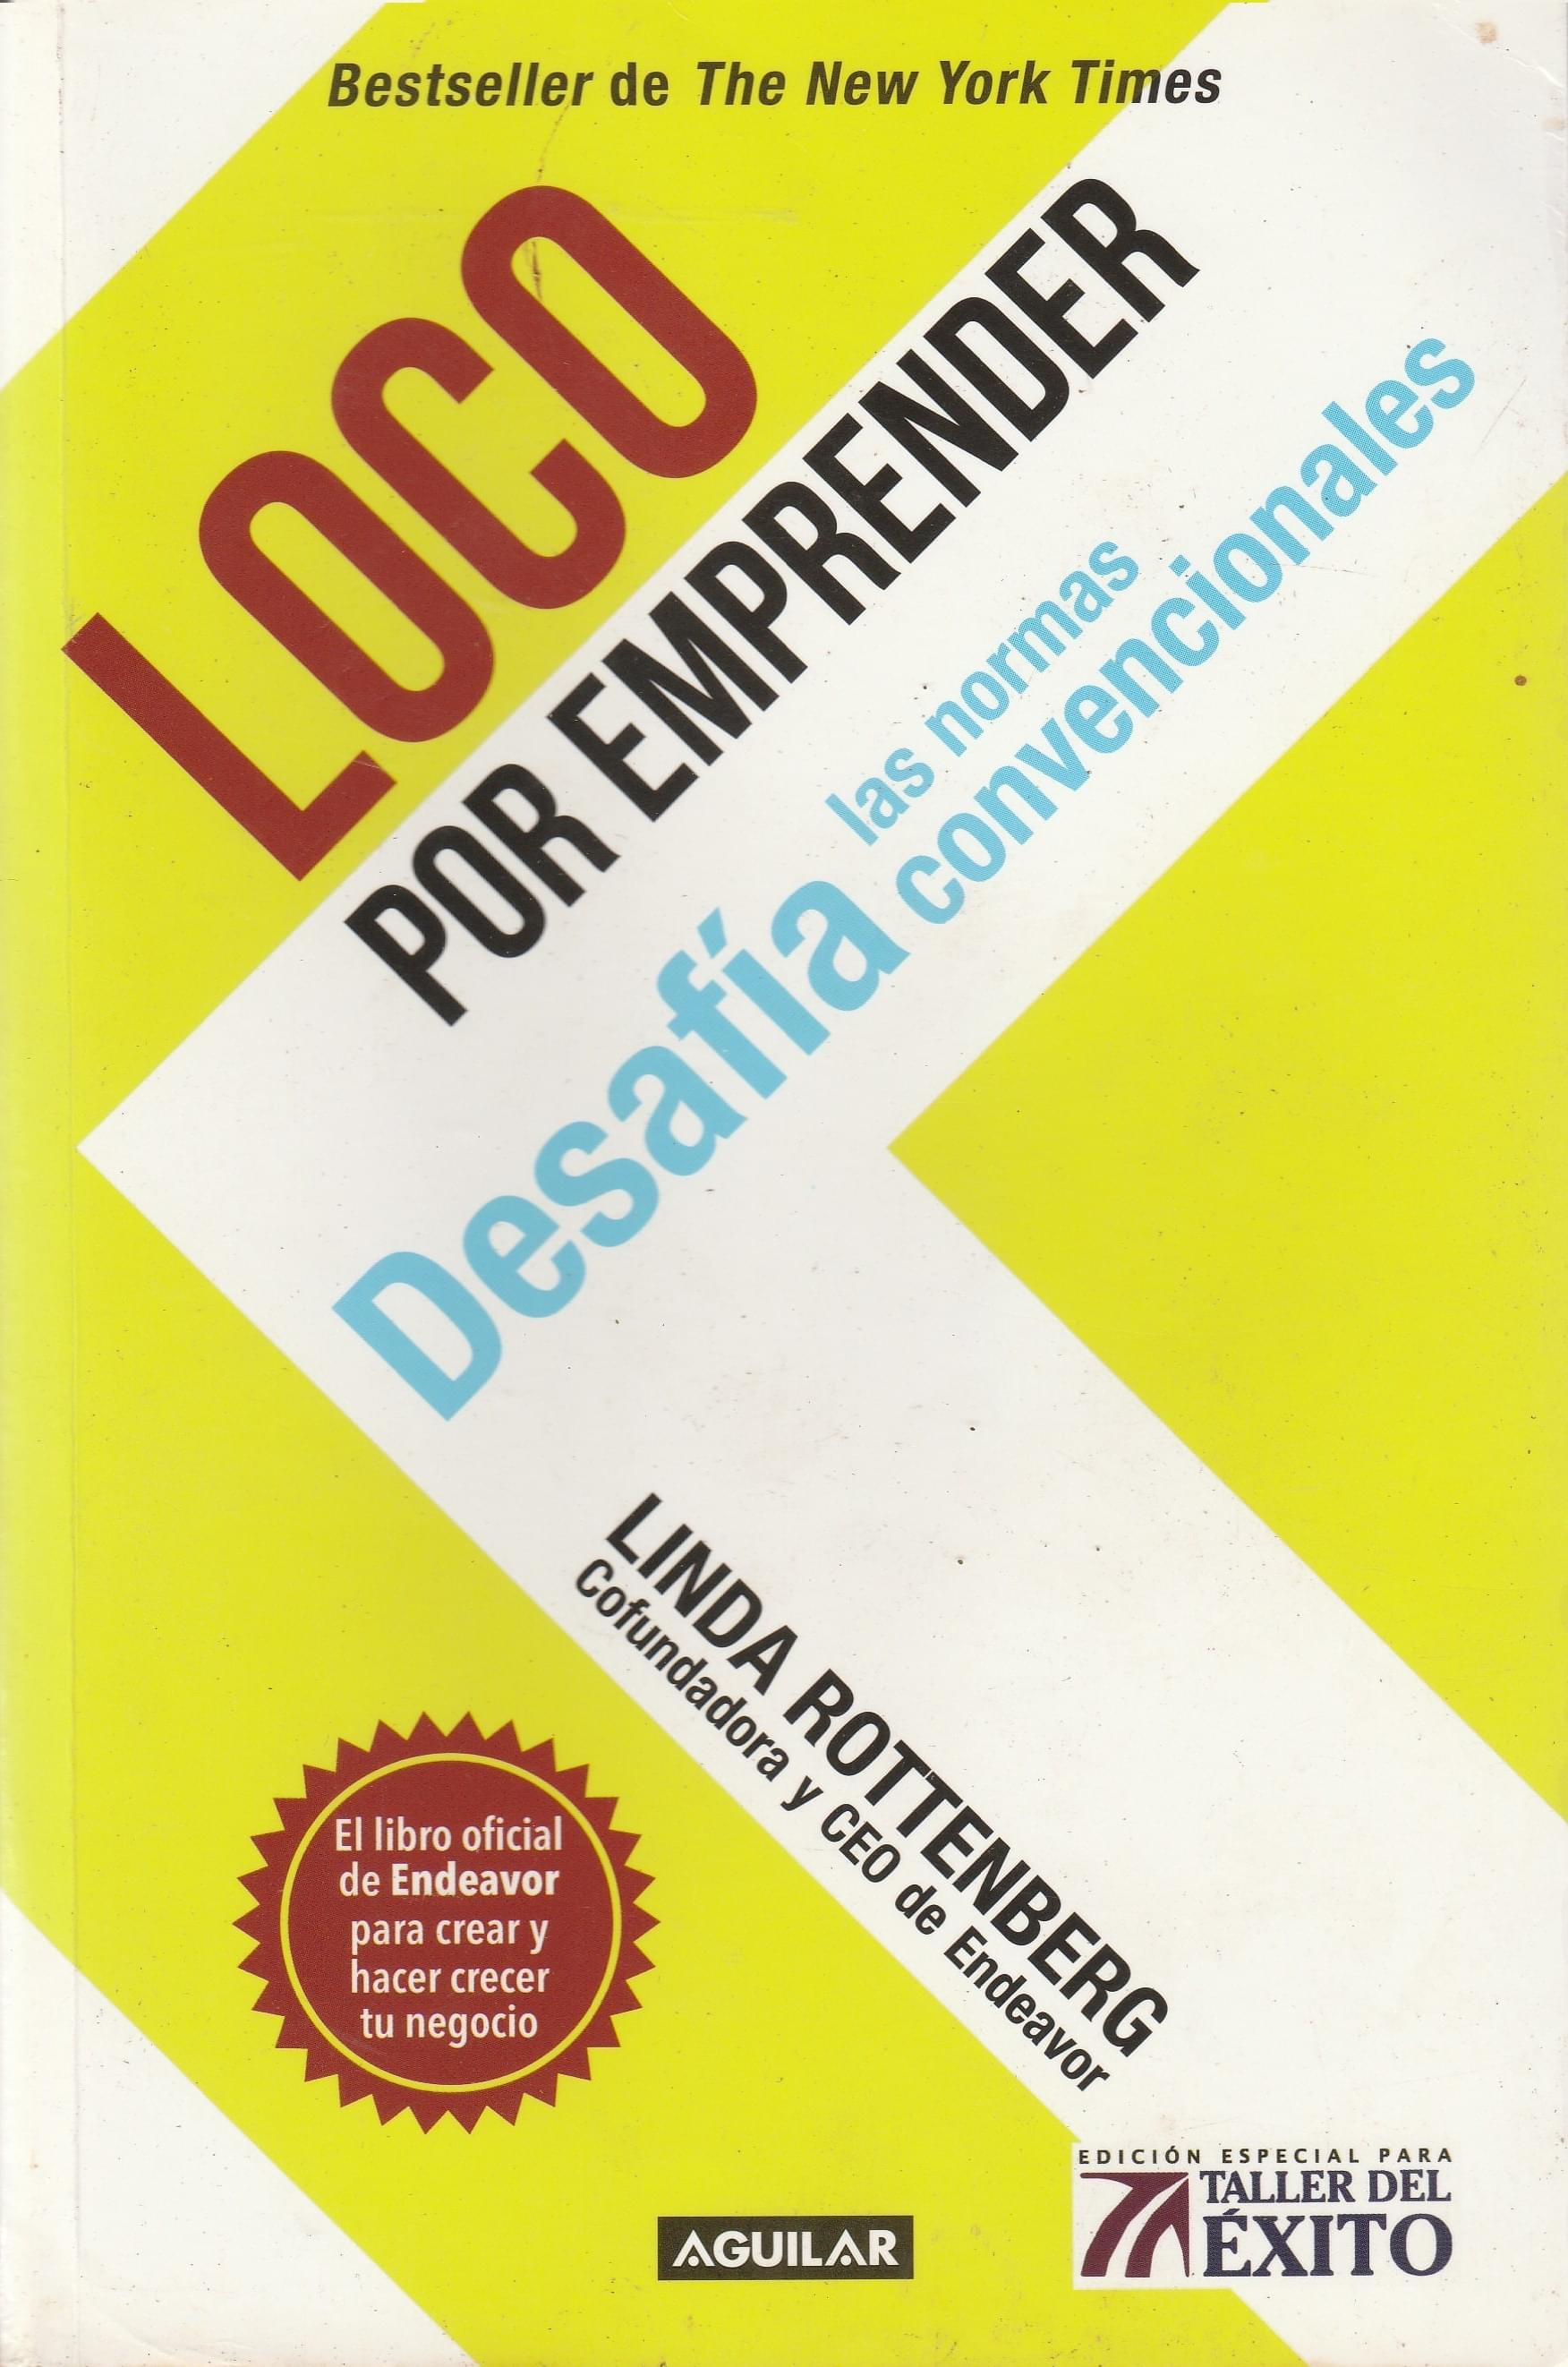 Bestseller de The New York Times
LOCO
POR EMPRENDER
Desafía
las normas
convencionales
LINDA ROTTENBERG
Cofundadora y CEO de Endeavor
El libro oficial
de Endeavor
para crear y
hacer crecer
tu negocio
AGUILAR
EDICIÓN ESPECIAL PARA
TALLER DEL
ÉXITO